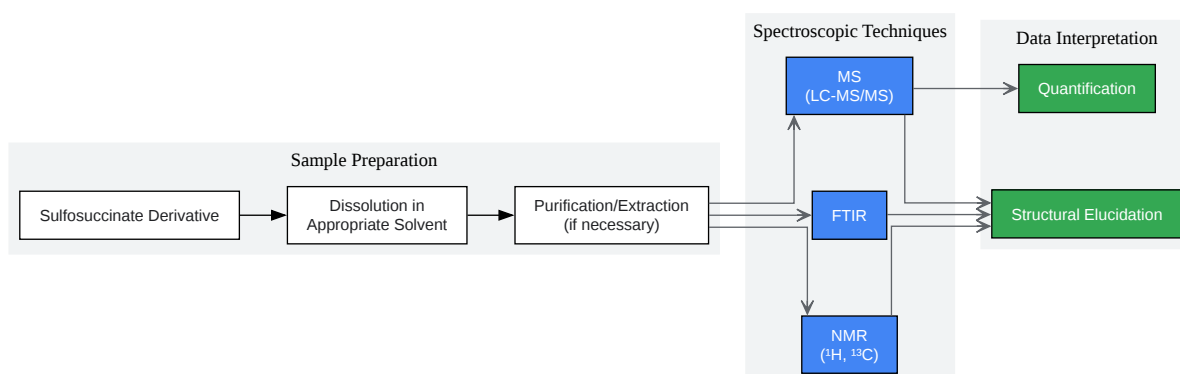 Sample Preparation
Sulfosuccinate Derivative
Dissolution in
Appropriate Solvent
Purification/Extraction
(if necessary)
Spectroscopic Techniques
MS
(LC-MS/MS)
FTIR
NMR
(¹H, ¹³C)
Data Interpretation
Quantification
Structural Elucidation